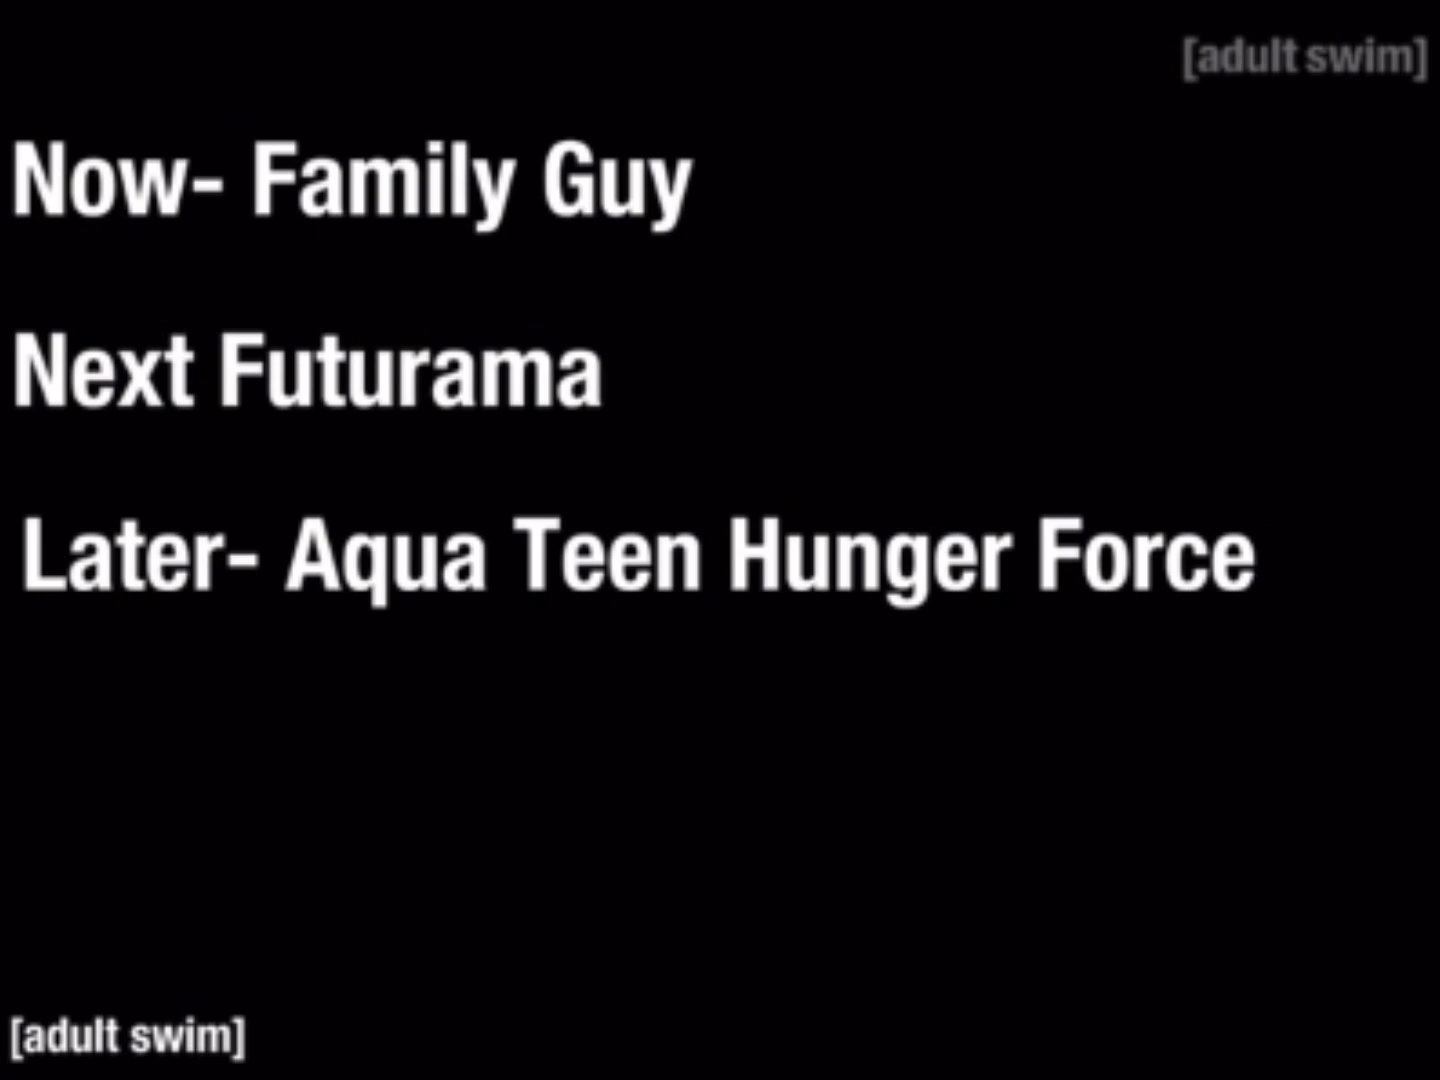 [adult swim]
Now- Family Guy
Next Futurama
Later- Aqua Teen Hunger Force
[adult swim]